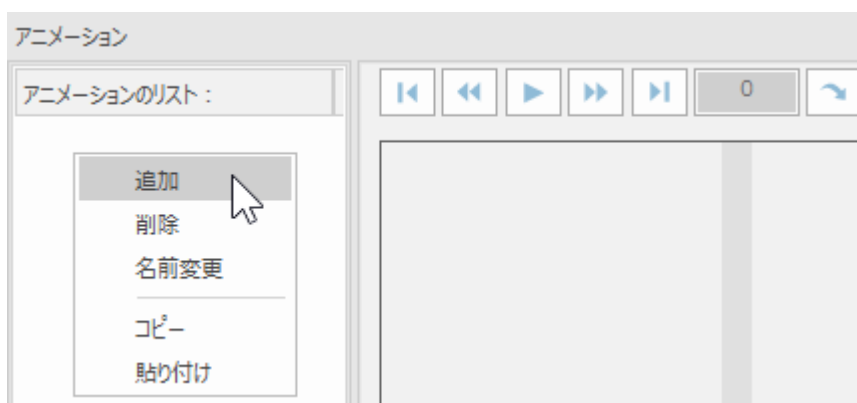 アニメーション
アニメーションのリスト：
0
追加
削除
名前変更
コピー
貼り付け